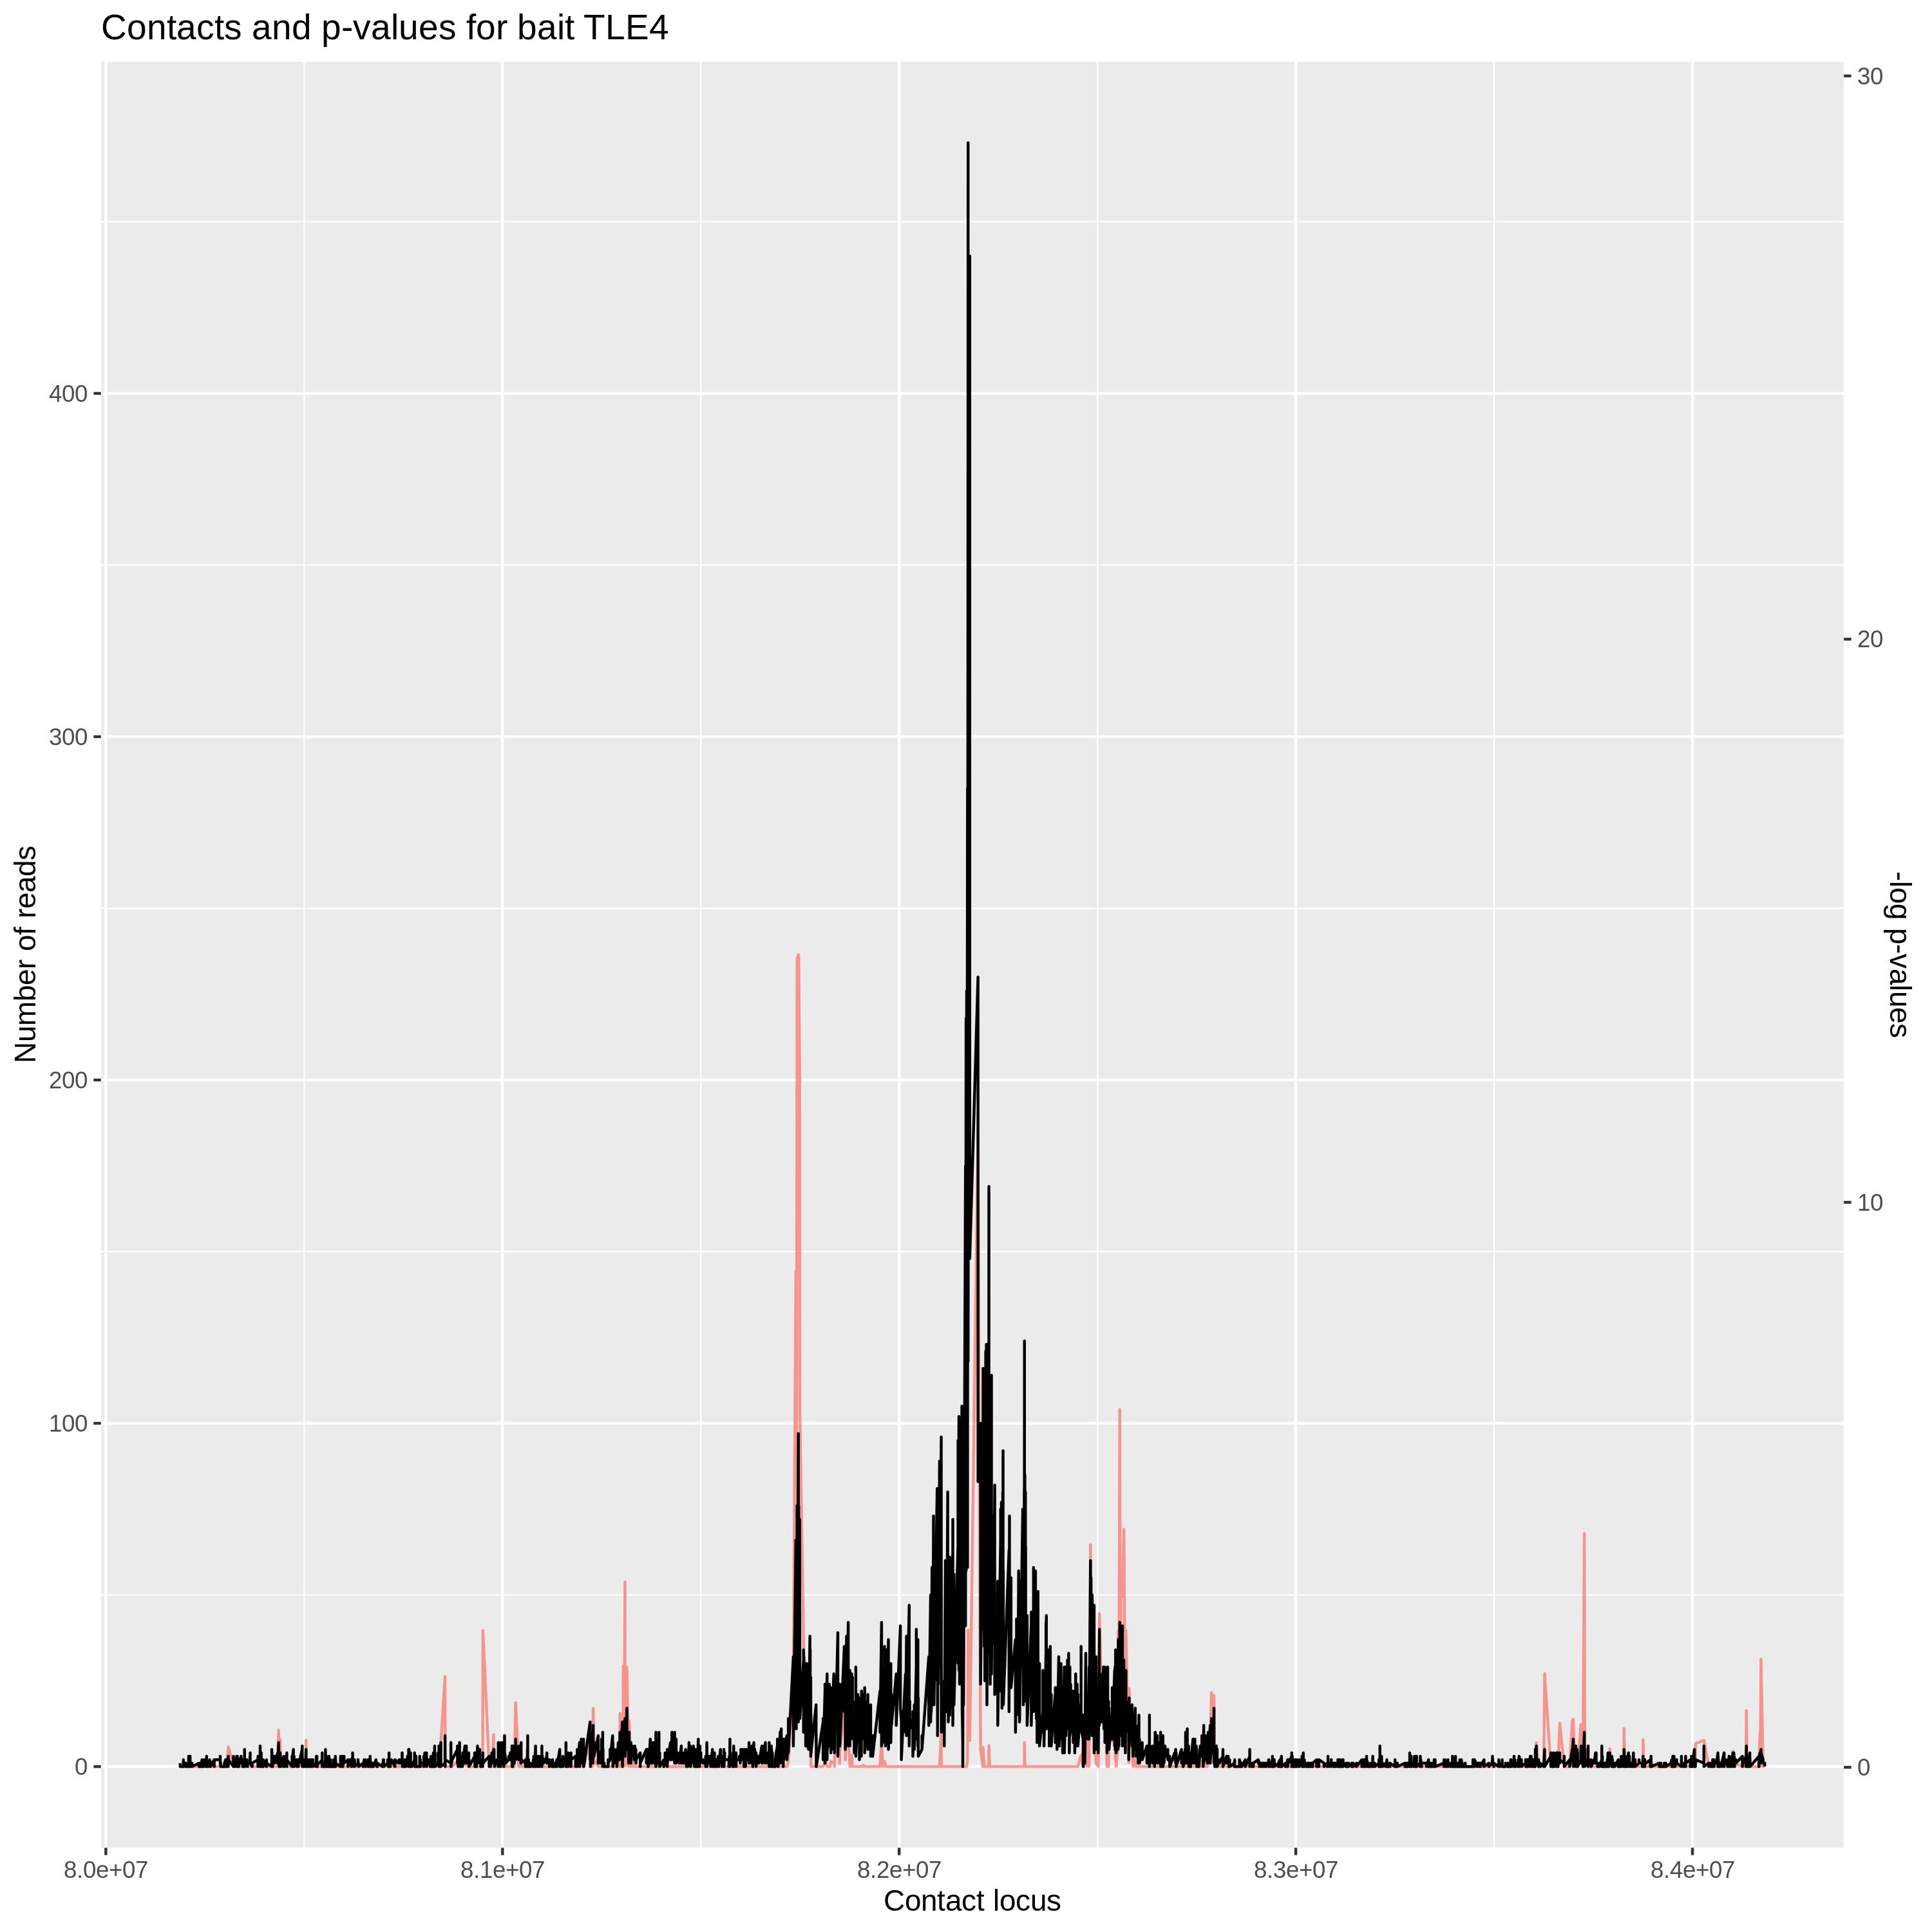 Contacts and p-values for bait TLE4
30
400
20
300
Number of reads
-log p-values
200
10
100
0
0
8.0e+07
8.1e+07
8.2e+07
8.3e+07
8.4e+07
Contact locus